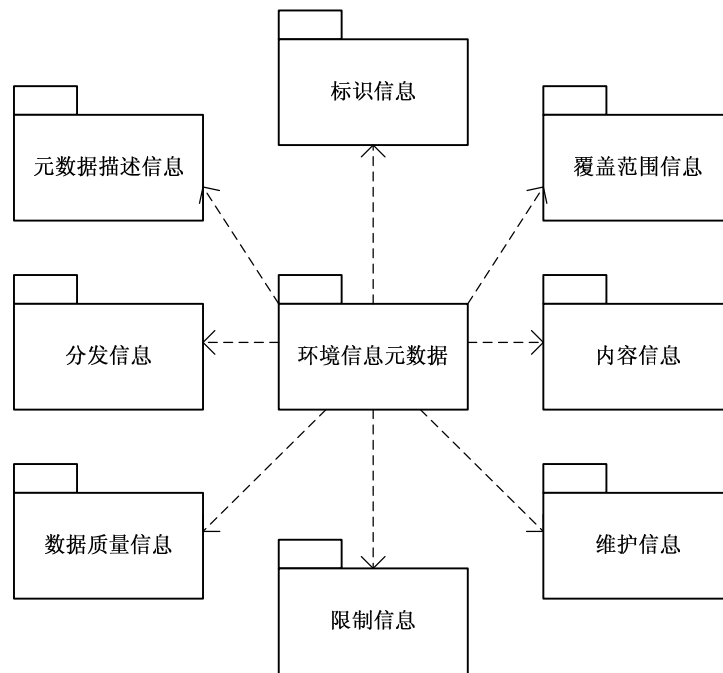 标识信息
元数据描述信息
覆盖范围信息
分发信息
环境信息元数据
内容信息
数据质量信息
维护信息
限制信息